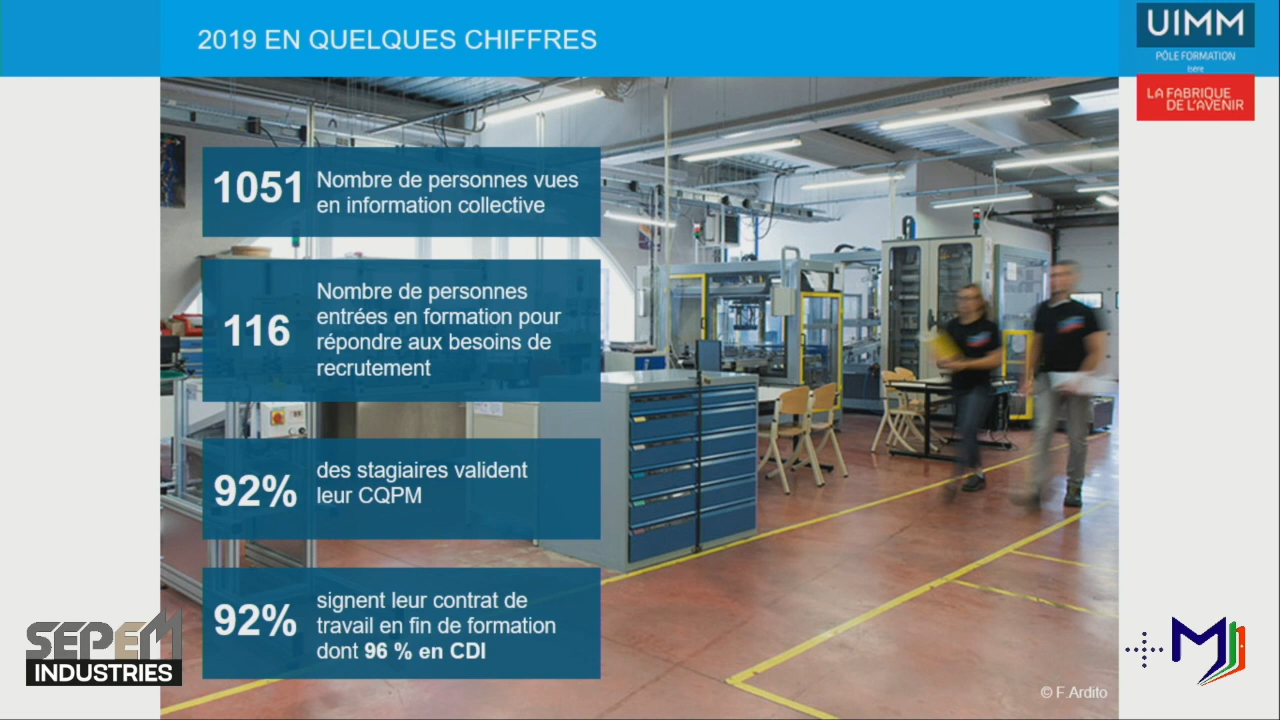 2019 EN QUELQUES CHIFFRES
UIMM
PÔLE FORMATION
Isère
LA FABRIQUE
DE L'AVENIR
1051
Nombre de personnes vues
en information collective
116
Nombre de personnes
entrées en formation pour
répondre aux besoins de
recrutement
92%
des stagiaires valident
leur CQPM
92%
signent leur contrat de
travail en fin de formation
dont 96 % en CDI
SEPEM
INDUSTRIES
© F.Ardito